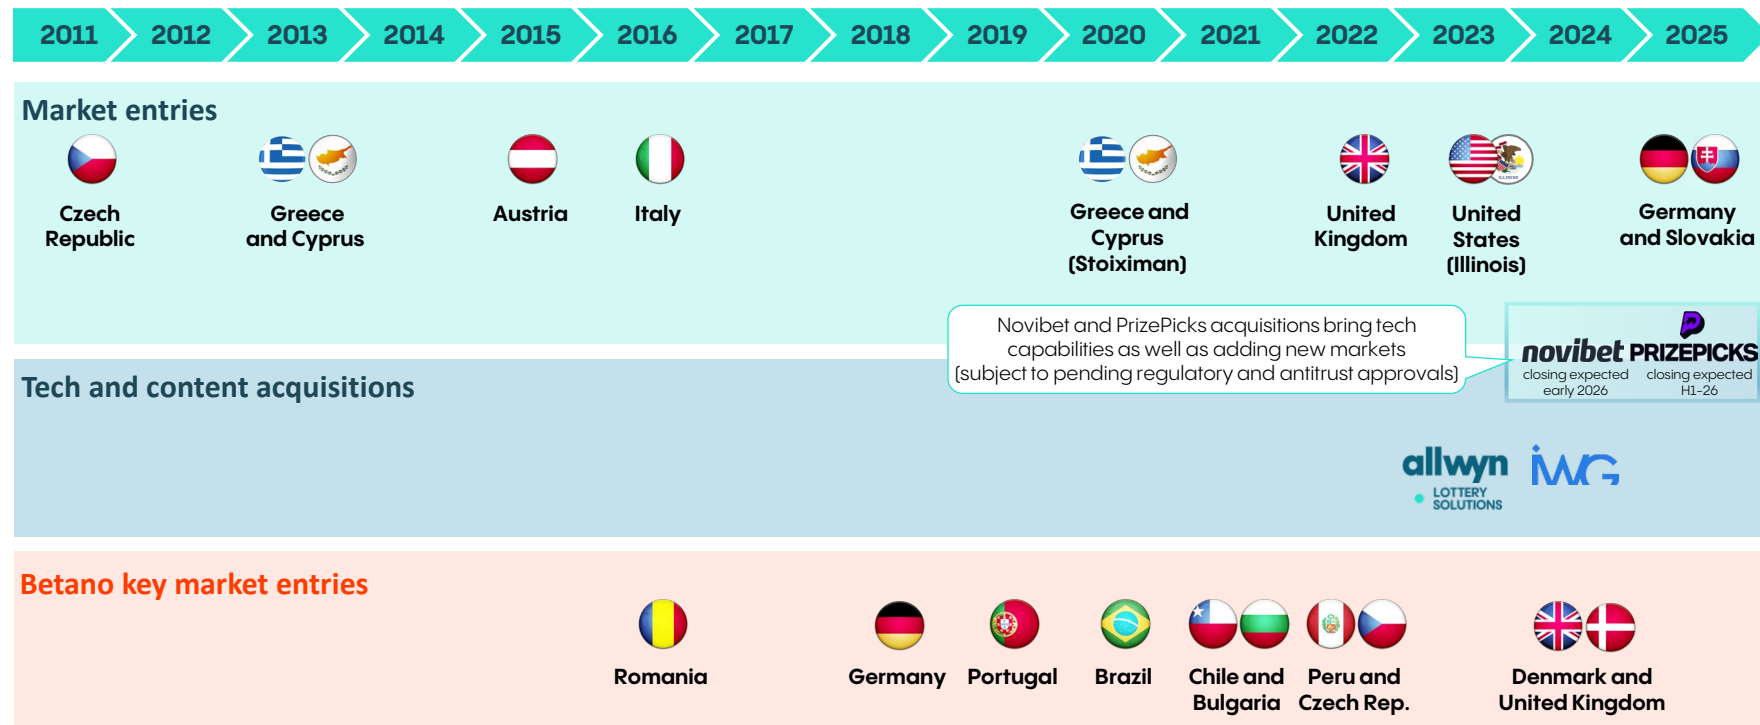 2011 2012 2013 2014 2015 2016 2017 2018 2019 2020 2021 2022 2023 2024 2025
Market entries
Czech
Republic
Greece
and Cyprus
Austria
Italy
Greece and
Cyprus
(Stoiximan)
United
Kingdom
ILLINOIS
United
States
(Illinois)
Germany
and Slovakia
Novibet and PrizePicks acquisitions bring tech
capabilities as well as adding new markets
(subject to pending regulatory and antitrust approvals)
novibet
closing expected
early 2026
PRIZEPICKS
closing expected
H1-26
Tech and content acquisitions
allwyn
LOTTERY
SOLUTIONS
iWG
Betano key market entries
Romania
Germany
Portugal
Brazil
Chile and
Bulgaria
Peru and
Czech Rep.
Denmark and
United Kingdom